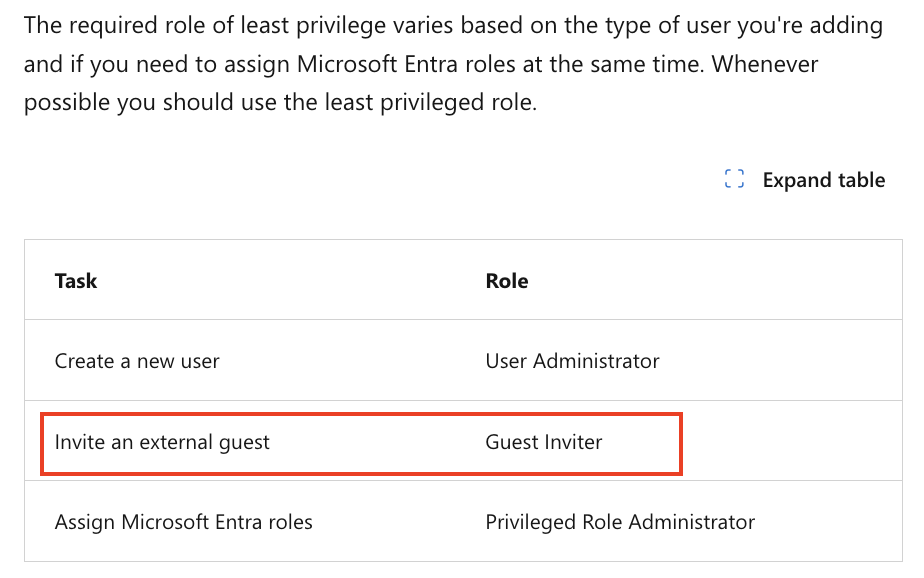 The required role of least privilege varies based on the type of user you're adding
and if you need to assign Microsoft Entra roles at the same time. Whenever
possible you should use the least privileged role.
Expand table
Task Role
Create a new user User Administrator
Invite an external guest Guest Inviter
Assign Microsoft Entra roles Privileged Role Administrator